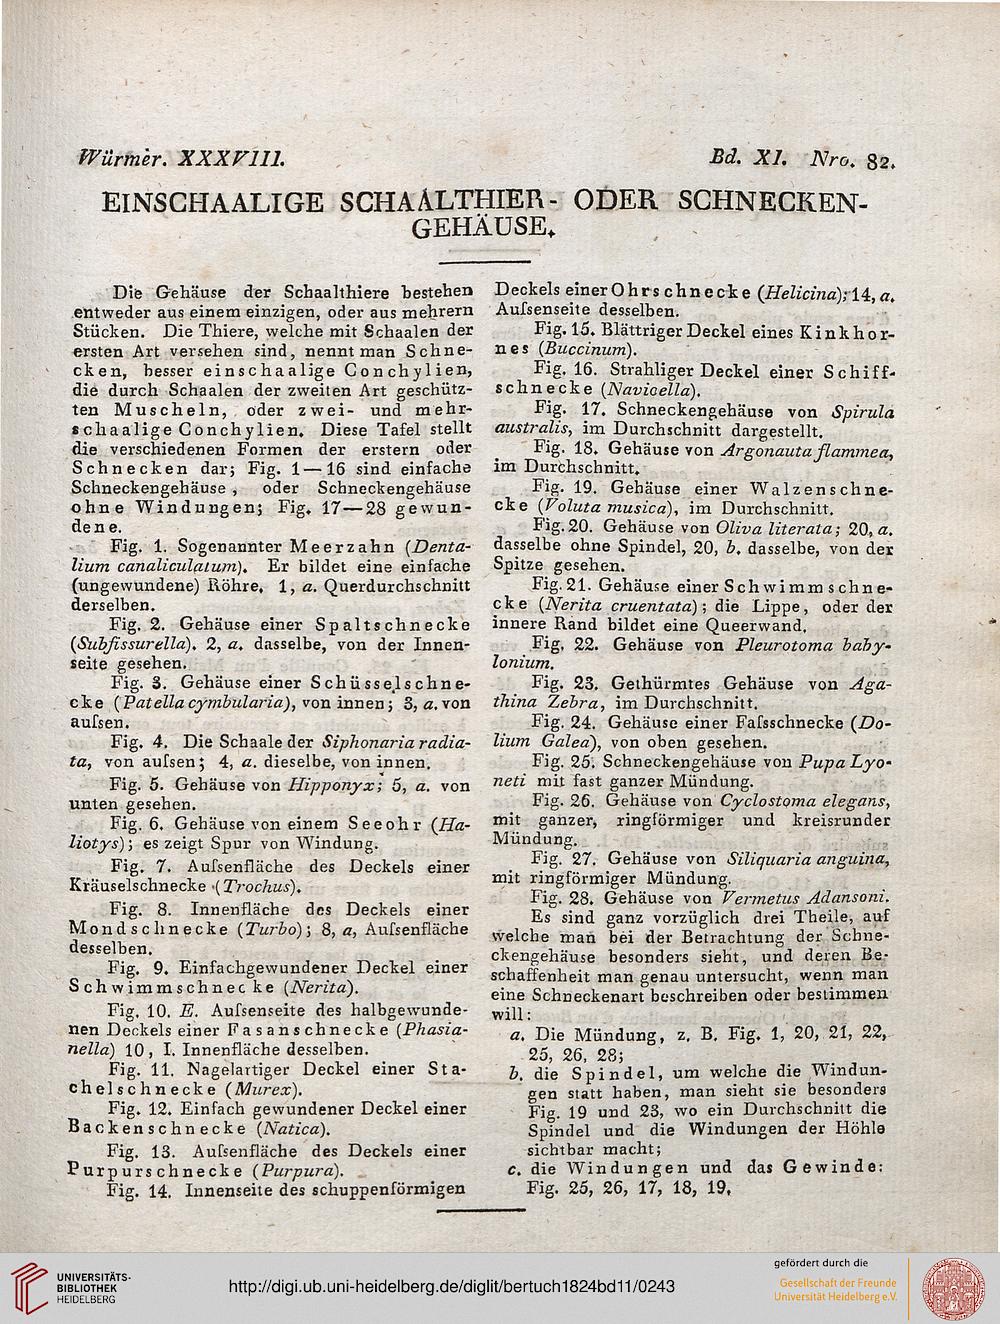 Würmer. XXXVIII.
Bd. XI. Nro. 82.
EINSCHAALIGE SCHAALTHIER- ODER SCHNECKEN-
GEHÄUSE.
Die Gehäuse der Schaalthiere bestehen
entweder aus einem einzigen, oder aus mehrern
Stücken. Die Thiere, welche mit Schaalen der
ersten Art versehen sind, nennt man Schne-
cken, besser einschaalige Conchylien,
die durch Schaalen der zweiten Art geschütz-
ten Muscheln, oder zwei- und mehr-
schaalige Conchylien. Diese Tafel stellt
die verschiedenen Formen der erstern oder
Schnecken dar; Fig. 1—16 sind einfache
Schneckengehäuse, oder Schneckengehäuse
ohne Windungen; Fig. 17—28 gewun-
dene.
Fig. 1. Sogenannter Meerzahn (Denta-
lium canaliculatum). Er bildet eine einfache
(ungewundene) Röhre. 1, a. Querdurchschnitt
derselben.
Fig. 2. Gehäuse einer Spaltschnecke
(Subfissurella). 2, a. dasselbe, von der Innen-
seite gesehen.
Fig. 3. Gehäuse einer Schüsselschne-
cke (Patella cymbularia), von innen; 3, a. von
auſsen.
Fig. 4. Die Schaale der Siphonaria radia-
ta, von auſsen; 4, a. dieselbe, von innen.
Fig. 5. Gehäuse von Hipponyx; 5, a. von
unten gesehen.
Fig. 6. Gehäuse von einem Seeohr (Ha-
liotys); es zeigt Spur von Windung.
Fig. 7. Auſsenfläche des Deckels einer
Kräuselschnecke (Trochus).
Fig. 8. Innenfläche des Deckels einer
Mondschnecke (Turbo); 8, a, Auſsenfläche
desselben.
Fig. 9. Einfachgewundener Deckel einer
Schwimmschnecke (Nerita).
Fig. 10. E. Auſsenseite des halbgewunde-
nen Deckels einer Fasanschnecke (Phasia-
nella) 10, I. Innenfläche desselben.
Fig. 11. Nagelartiger Deckel einer Sta-
chelschnecke (Murex).
Fig. 12. Einfach gewundener Deckel einer
Backenschnecke (Natica).
Fig. 13. Auſsenfläche des Deckels einer
Purpurschnecke (Purpura).
Fig. 14. Innenseite des schuppenförmigen
Deckels einer Ohrschnecke (Helicina); 14, a.
Auſsenseite desselben.
Fig. 15. Blättriger Deckel eines Kinkhor-
nes (Buccinum).
Fig. 16. Strahliger Deckel einer Schiff-
schnecke (Navicella).
Fig. 17. Schneckengehäuse von Spirula
australis, im Durchschnitt dargestellt.
Fig. 18. Gehäuse von Argonauta flammea,
im Durchschnitt.
Fig. 19. Gehäuse einer Walzenschne-
cke (Voluta musica), im Durchschnitt.
Fig. 20. Gehäuse von Oliva literata; 20, a.
dasselbe ohne Spindel, 20, b. dasselbe, von der
Spitze gesehen.
Fig. 21. Gehäuse einer Schwimmschne-
cke (Nerita cruentata); die Lippe, oder der
innere Rand bildet eine Queerwand.
Fig. 22. Gehäuse von Pleurotoma baby-
lonium.
Fig. 23. Gethürmtes Gehäuse von Aga-
thina Zebra, im Durchschnitt.
Fig. 24. Gehäuse einer Faſsschnecke (Do-
lium Galea), von oben gesehen.
Fig. 25. Schneckengehäuse von Pupa Lyo-
neti mit fast ganzer Mündung.
Fig. 26. Gehäuse von Cyclostoma elegans,
mit ganzer, ringförmiger und kreisrunder
Mündung.
Fig. 27. Gehäuse von Siliquaria anguina,
mit ringförmiger Mündung.
Fig. 28. Gehäuse von Vermetus Adansoni.
Es sind ganz vorzüglich drei Theile, auf
welche man bei der Betrachtung der Schne-
ckengehäuse besonders sieht, und deren Be-
schaffenheit man genau untersucht, wenn man
eine Schneckenart beschreiben oder bestimmen
will:
a. Die Mündung, z. B. Fig. 1, 20, 21, 22,
25, 26, 28;
b. die Spindel, um welche die Windun-
gen statt haben, man sieht sie besonders
Fig. 19 und 23, wo ein Durchschnitt die
Spindel und die Windungen der Höhle
sichtbar macht;
c. die Windungen und das Gewinde:
Fig. 25, 26, 17, 18, 19.
UNIVERSITÄTS-
BIBLIOTHEK
HEIDELBERG
http://digi.ub.uni-heidelberg.de/diglit/bertuch1824bd11/0243
gefördert durch die
Gesellschaft der Freunde
Universität Heidelberg e.V.